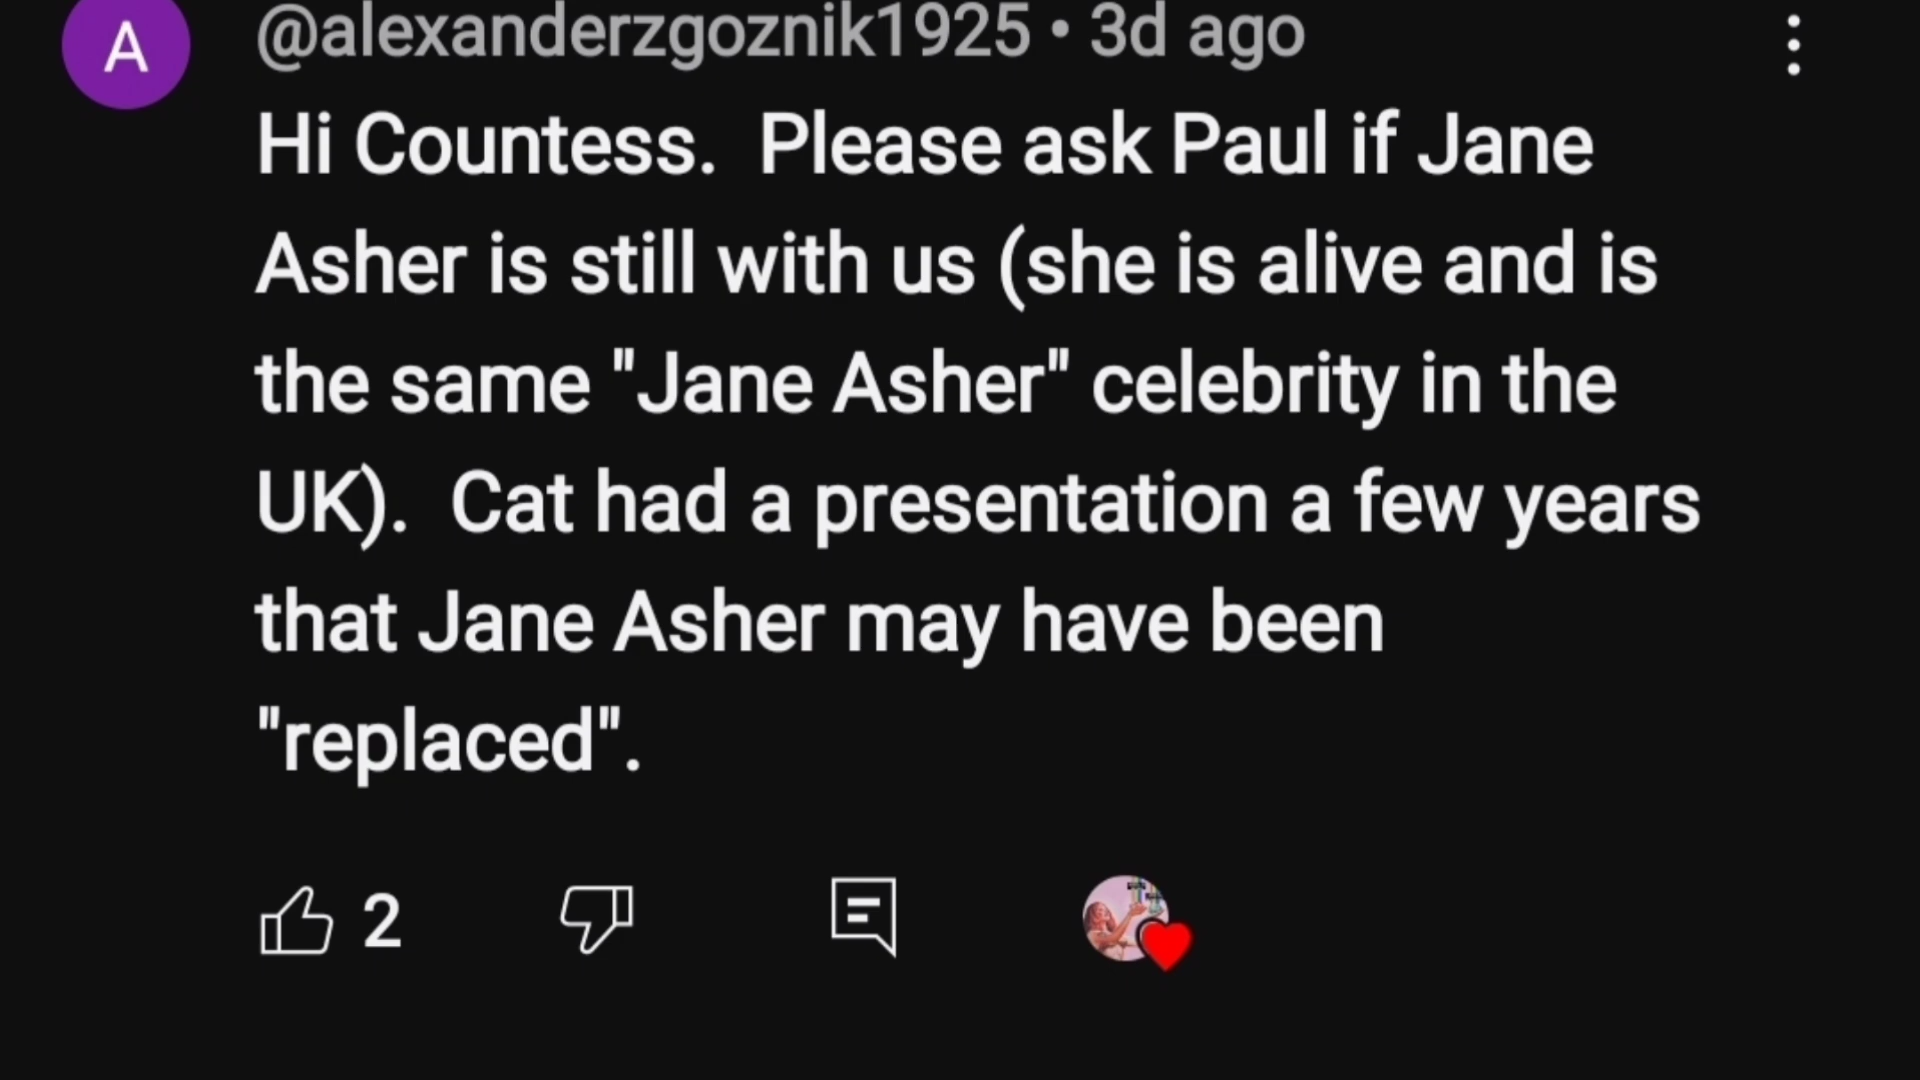 A
@alexanderzgoznik1925 • 3d ago
Hi Countess.  Please ask Paul if Jane
Asher is still with us (she is alive and is
the same "Jane Asher" celebrity in the
UK).  Cat had a presentation a few years
that Jane Asher may have been
"replaced".
2